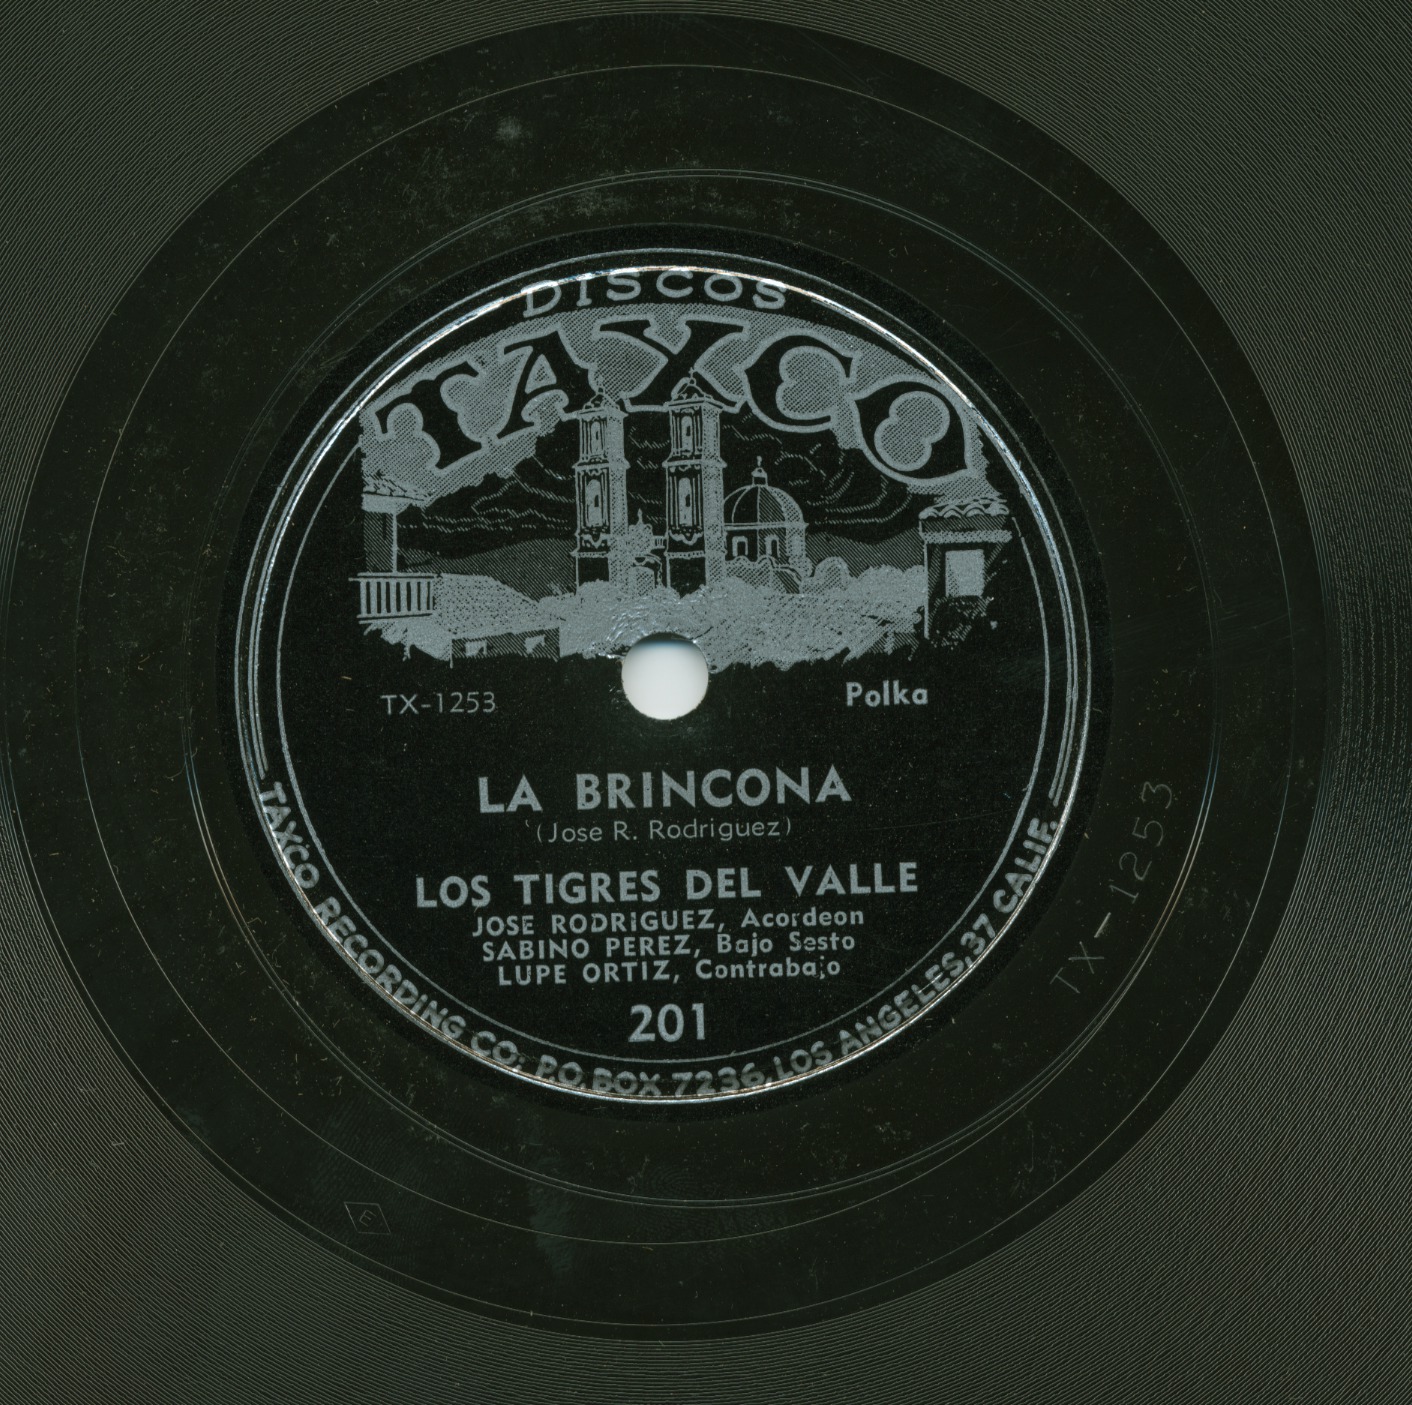 DISCOS
TAXCO
TX-1253
Polka
LA BRINCONA
(Jose R. Rodriguez)
LOS TIGRES DEL VALLE
JOSE RODRIGUEZ, Acordeon
SABINO PEREZ, Bajo Sesto
LUPE ORTIZ, Contrabajo
201
TAXCO RECORDING CO; P.O. BOX 7236, LOS ANGELES, 37 CALIF.
TX-1253
E